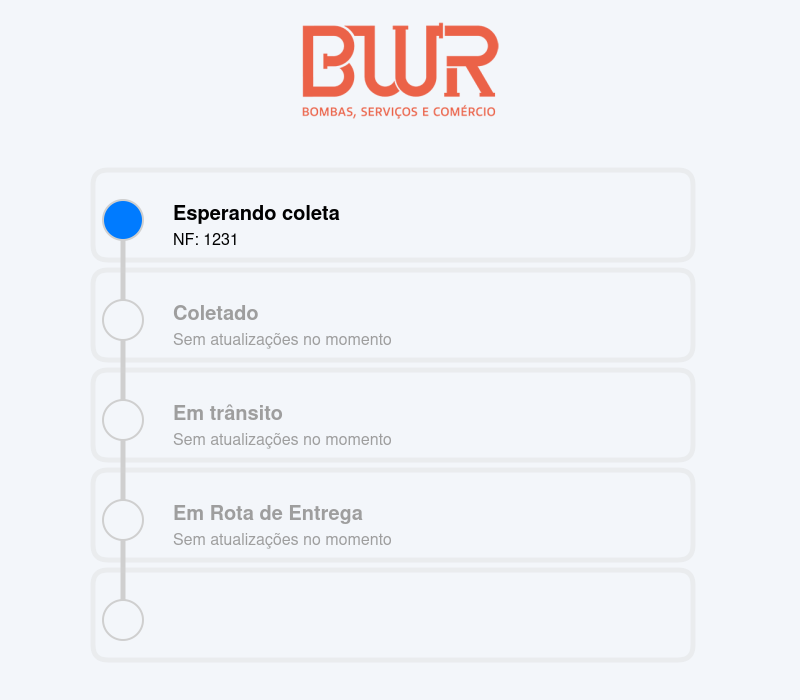 BWR
BOMBAS, SERVIÇOS E COMÉRCIO
Esperando coleta
NF: 1231
Coletado
Sem atualizações no momento
Em trânsito
Sem atualizações no momento
Em Rota de Entrega
Sem atualizações no momento